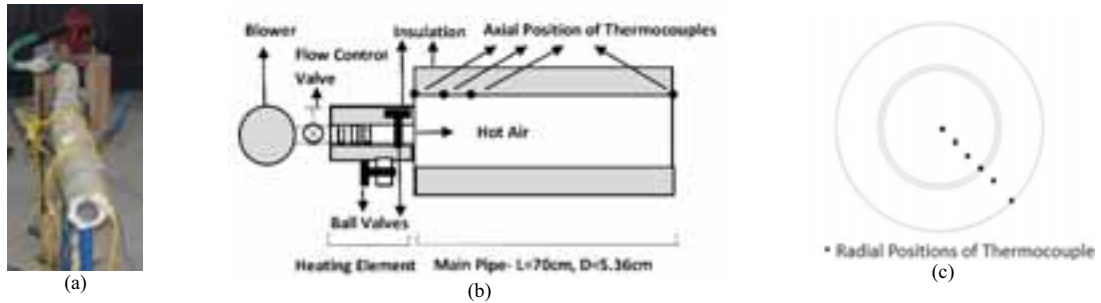 Blower
Flow Control
Valve
Insulation
Axial Position of Thermocouples
Hot Air
Ball Valves
Heating Element
Main Pipe- L=70cm, D=5.36cm
Radial Positions of Thermocouple
(a)
(b)
(c)